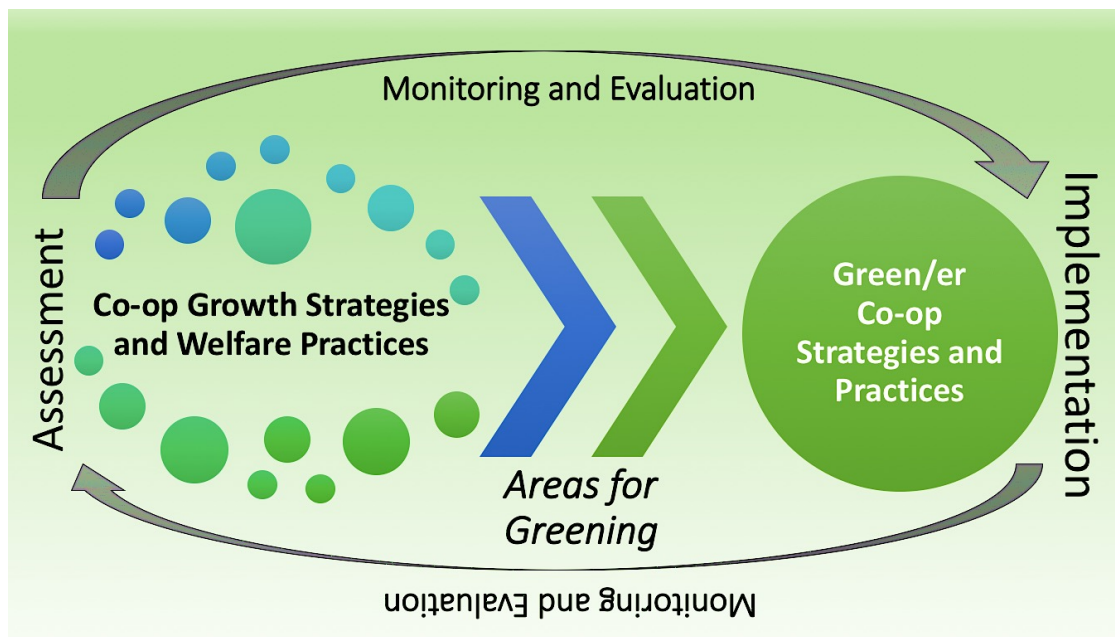 Monitoring and Evaluation
Assessment
Co-op Growth Strategies
and Welfare Practices
Areas for
Greening
Green/er
Co-op
Strategies and
Practices
Implementation
Monitoring and Evaluation